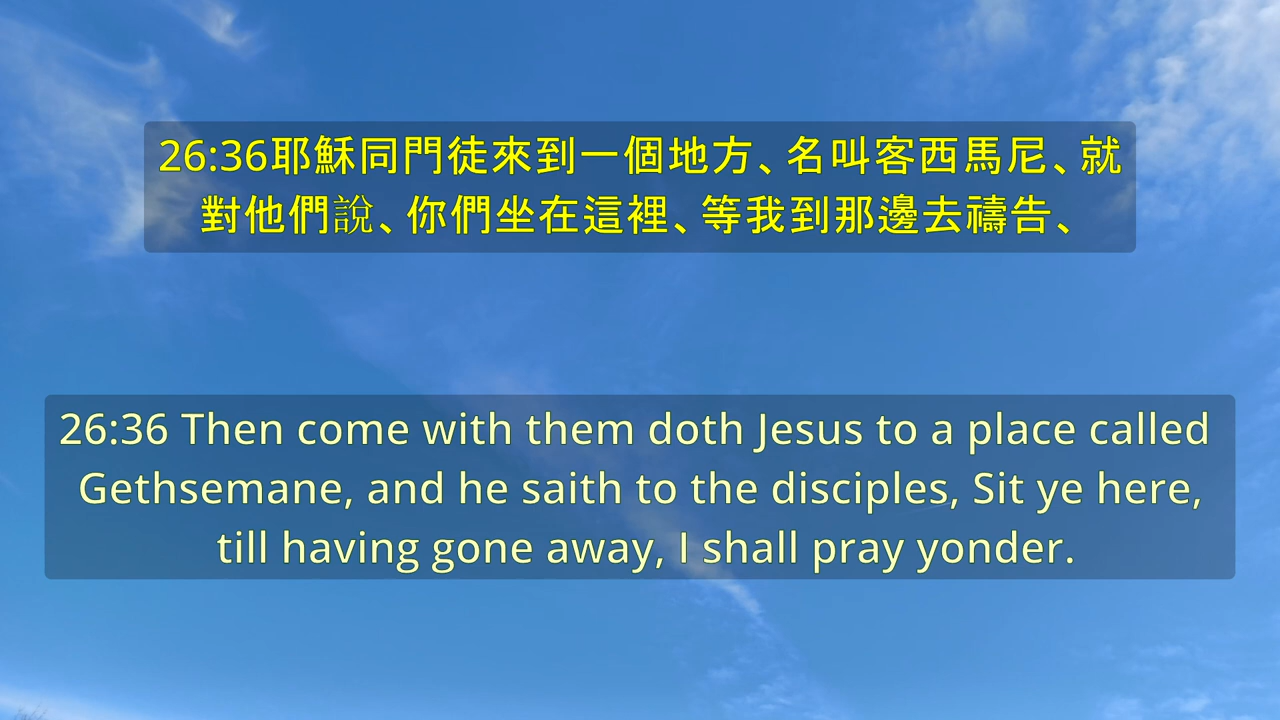 26:36耶穌同門徒來到一個地方、名叫客西馬尼、就
對他們說、你們坐在這裡、等我到那邊去禱告、
26:36 Then come with them doth Jesus to a place called
Gethsemane, and he saith to the disciples, Sit ye here,
till having gone away, I shall pray yonder.